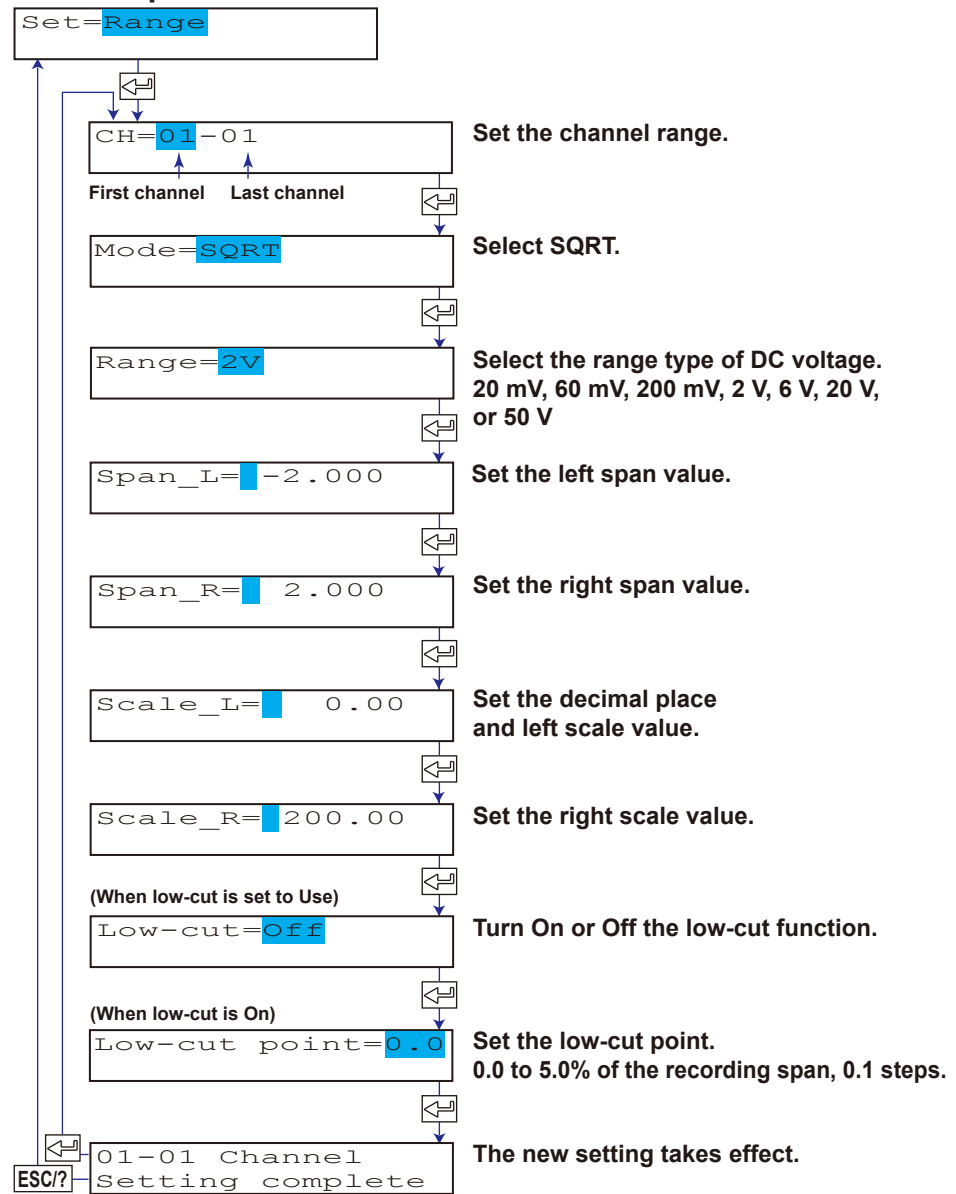 Set=Range
CH=01-01
Set the channel range.
First channel Last channel
Mode=SQRT
Select SQRT.
Range=2V
Select the range type of DC voltage.
20 mV, 60 mV, 200 mV, 2 V, 6 V, 20 V,
or 50 V
Span_L= -2.000
Set the left span value.
Span_R= 2.000
Set the right span value.
Scale_L= 0.00
Set the decimal place
and left scale value.
Scale_R= 200.00
Set the right scale value.
(When low-cut is set to Use)
Low-cut=Off
Turn On or Off the low-cut function.
(When low-cut is On)
Low-cut point=0.0
Set the low-cut point.
0.0 to 5.0% of the recording span, 0.1 steps.
01-01 Channel
The new setting takes effect.
ESC/?
Setting complete